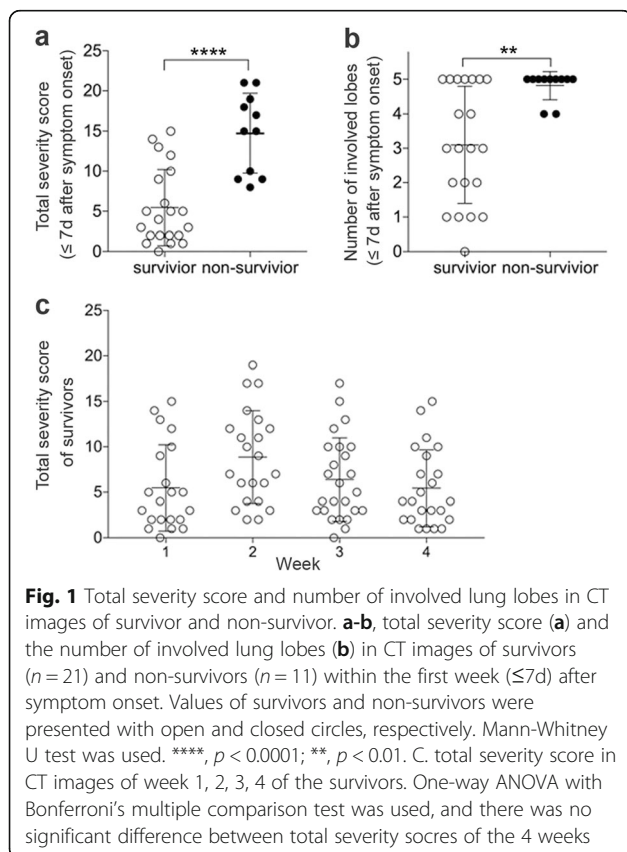 a
b
Total severity score
(≤ 7d after symptom onset)
25
20
15
10
5
0
****
survivior non-survivior
Number of involved lobes
(≤ 7d after symptom onset)
5
4
3
2
1
0
**
survivior non-survivior
c
Total severity score
of survivors
25
20
15
10
5
0
1 2 3 4
Week
Fig. 1 Total severity score and number of involved lung lobes in CT
images of survivor and non-survivor. a-b, total severity score (a) and
the number of involved lung lobes (b) in CT images of survivors
(n = 21) and non-survivors (n = 11) within the first week (≤7d) after
symptom onset. Values of survivors and non-survivors were
presented with open and closed circles, respectively. Mann-Whitney
U test was used. ****, p < 0.0001; **, p < 0.01. C. total severity score in
CT images of week 1, 2, 3, 4 of the survivors. One-way ANOVA with
Bonferroni's multiple comparison test was used, and there was no
significant difference between total severity socres of the 4 weeks